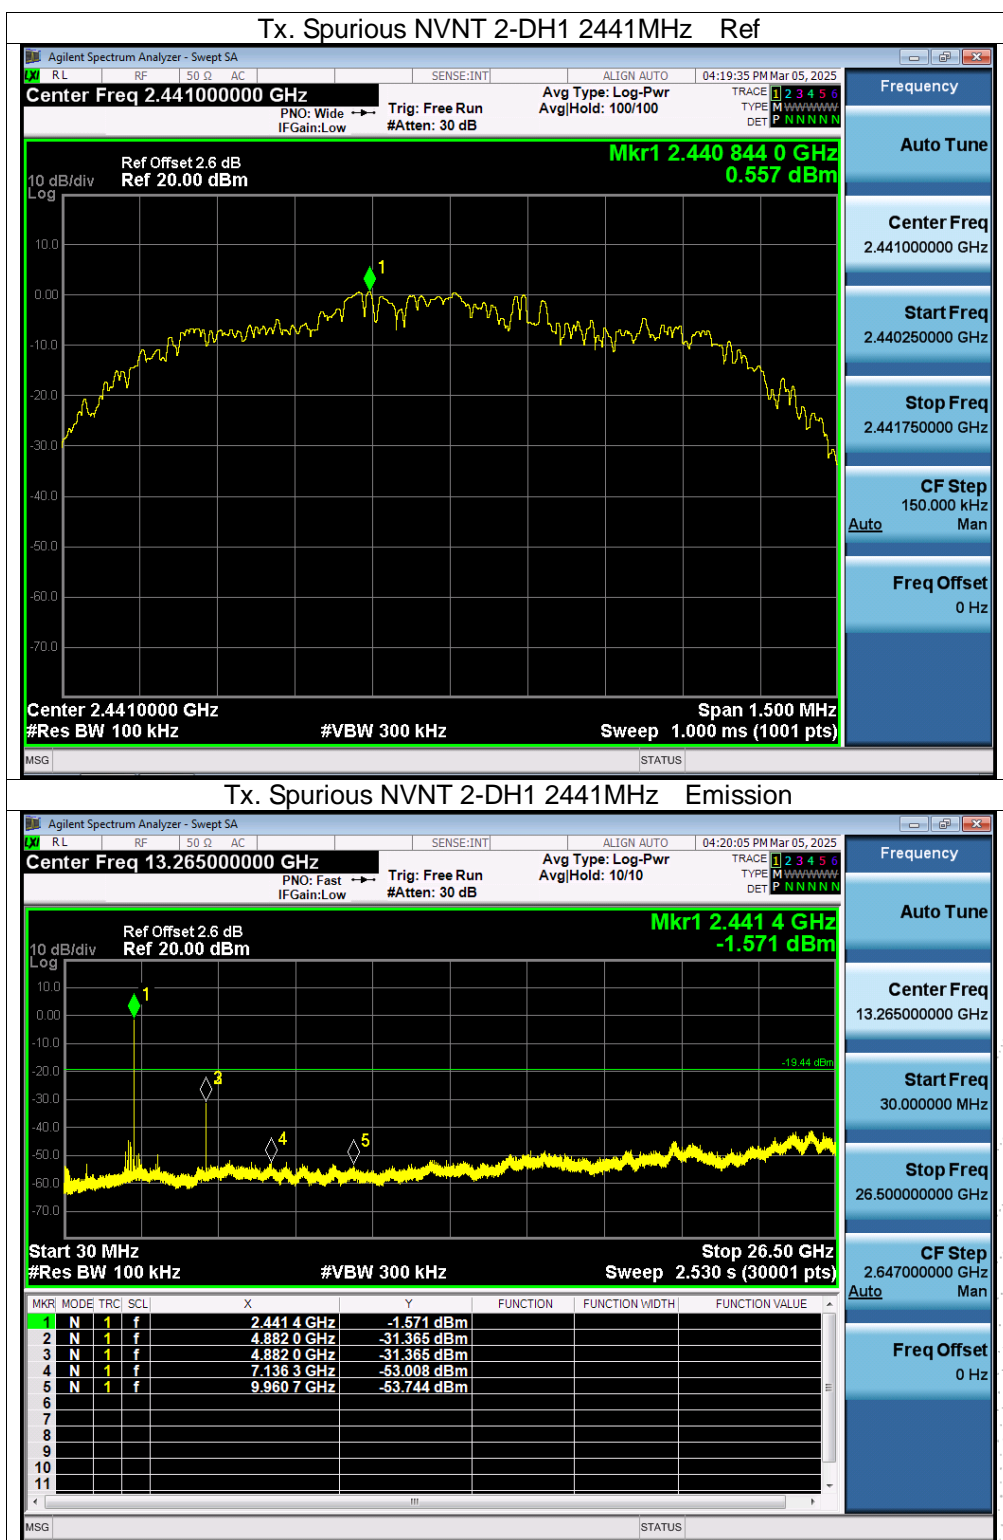 Tx. Spurious NVNT 2-DH1 2441MHz Ref
Agilent Spectrum Analyzer - Swept SA
LXI RL RF 50 Ω AC SENSE:INT ALIGN AUTO 04:19:35 PM Mar 05, 2025
Center Freq 2.441000000 GHz
PNO: Wide
IFGain:Low
Trig: Free Run
#Atten: 30 dB
Avg Type: Log-Pwr
Avg|Hold: 100/100
TRACE 1 2 3 4 5 6
TYPE M WWWWW
DET P N N N N N
Mkr1 2.440 844 0 GHz
0.557 dBm
Ref Offset 2.6 dB
10 dB/div Ref 20.00 dBm
Log
1
10.0
0.00
-10.0
-20.0
-30.0
-40.0
-50.0
-60.0
-70.0
Center 2.4410000 GHz Span 1.500 MHz
#Res BW 100 kHz #VBW 300 kHz Sweep 1.000 ms (1001 pts)
MSG STATUS
Frequency
Auto Tune
Center Freq
2.441000000 GHz
Start Freq
2.440250000 GHz
Stop Freq
2.441750000 GHz
CF Step
150.000 kHz
Auto Man
Freq Offset
0 Hz
Tx. Spurious NVNT 2-DH1 2441MHz Emission
Agilent Spectrum Analyzer - Swept SA
LXI RL RF 50 Ω AC SENSE:INT ALIGN AUTO 04:20:05 PM Mar 05, 2025
Center Freq 13.265000000 GHz
PNO: Fast
IFGain:Low
Trig: Free Run
#Atten: 30 dB
Avg Type: Log-Pwr
Avg|Hold: 10/10
TRACE 1 2 3 4 5 6
TYPE M WWWWW
DET P N N N N N
Mkr1 2.441 4 GHz
-1.571 dBm
Ref Offset 2.6 dB
10 dB/div Ref 20.00 dBm
Log
10.0
0.00
-10.0
-20.0
-30.0
-40.0
-50.0
-60.0
-70.0
1
3
4
5
-19.44 dBm
Start 30 MHz Stop 26.50 GHz
#Res BW 100 kHz #VBW 300 kHz Sweep 2.530 s (30001 pts)
MKR MODE TRC SCL X Y FUNCTION FUNCTION WIDTH FUNCTION VALUE
1 N 1 f 2.441 4 GHz -1.571 dBm
2 N 1 f 4.882 0 GHz -31.365 dBm
3 N 1 f 4.882 0 GHz -31.365 dBm
4 N 1 f 7.136 3 GHz -53.008 dBm
5 N 1 f 9.960 7 GHz -53.744 dBm
6
7
8
9
10
11
MSG STATUS
Frequency
Auto Tune
Center Freq
13.265000000 GHz
Start Freq
30.000000 MHz
Stop Freq
26.500000000 GHz
CF Step
2.647000000 GHz
Auto Man
Freq Offset
0 Hz